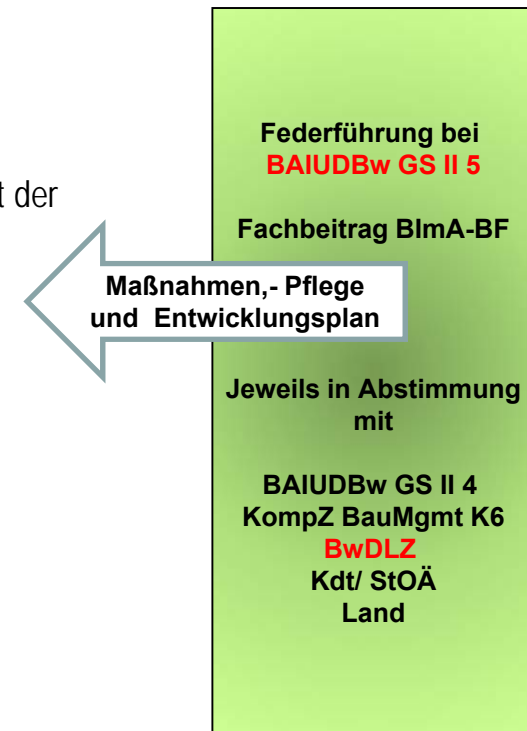 Federführung bei
BAIUDBw GS II 5
t der
Fachbeitrag BImA-BF
Maßnahmen,- Pflege
und Entwicklungsplan
Jeweils in Abstimmung
mit
BAIUDBw GS II 4
KompZ BauMgmt K6
BwDLZ
Kdt/ StOÄ
Land